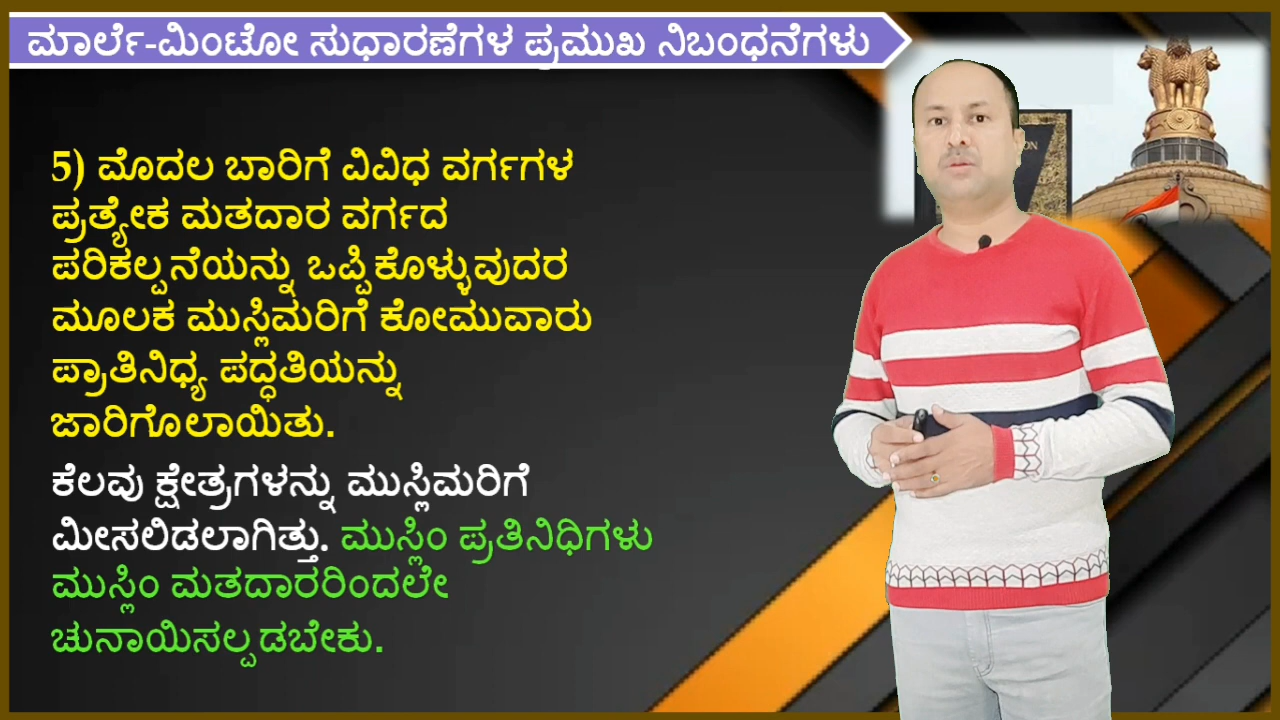 ಮಾರ್ಲೆ-ಮಿಂಟೋ ಸುಧಾರಣೆಗಳ ಪ್ರಮುಖ ನಿಬಂಧನೆಗಳು
5) ಮೊದಲ ಬಾರಿಗೆ ವಿವಿಧ ವರ್ಗಗಳ
ಪ್ರತ್ಯೇಕ ಮತದಾರ ವರ್ಗದ
ಪರಿಕಲ್ಪನೆಯನ್ನು ಒಪ್ಪಿಕೊಳ್ಳುವುದರ
ಮೂಲಕ ಮುಸ್ಲಿಮರಿಗೆ ಕೋಮುವಾರು
ಪ್ರಾತಿನಿಧ್ಯ ಪದ್ಧತಿಯನ್ನು
ಜಾರಿಗೊಲಾಯಿತು.
ಕೆಲವು ಕ್ಷೇತ್ರಗಳನ್ನು ಮುಸ್ಲಿಮರಿಗೆ
ಮೀಸಲಿಡಲಾಗಿತ್ತು. ಮುಸ್ಲಿಂ ಪ್ರತಿನಿಧಿಗಳು
ಮುಸ್ಲಿಂ ಮತದಾರರಿಂದಲೇ
ಚುನಾಯಿಸಲ್ಪಡಬೇಕು.